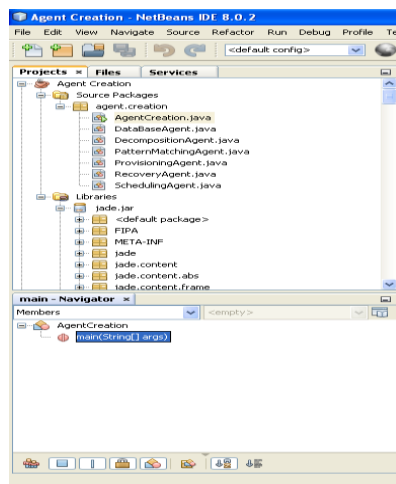 Agent Creation - NetBeans IDE 8.0.2
File Edit View Navigate Source Refactor Run Debug Profile Te
<default config>
Projects × Files Services
Agent Creation
Source Packages
agent.creation
AgentCreation.java
DataBaseAgent.java
DecompositionAgent.java
PatternMatchingAgent.java
ProvisioningAgent.java
RecoveryAgent.java
SchedulingAgent.java
Libraries
jade.jar
<default package>
FIPA
META-INF
jade
jade.content
jade.content.abs
jade.content.frame
main - Navigator ×
Members <empty>
AgentCreation
main(String[] args)